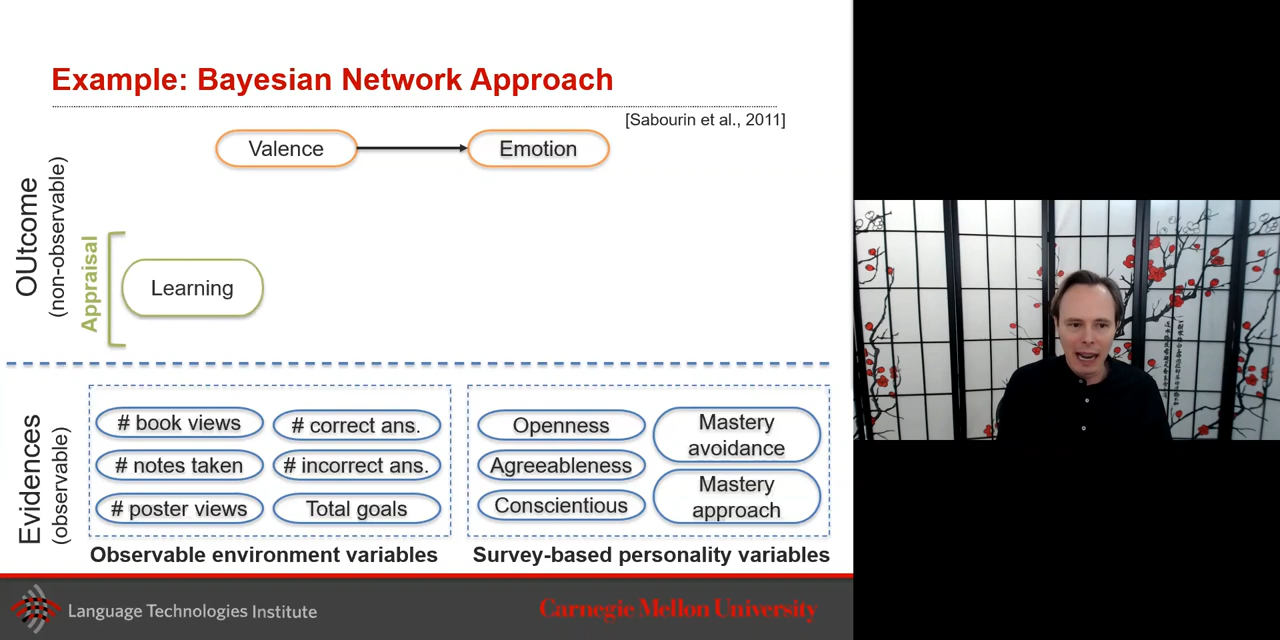 Example: Bayesian Network Approach
[Sabourin et al., 2011]
Valence
Emotion
OUtcome
(non-observable)
Appraisal
Learning
Evidences
(observable)
# book views
# correct ans.
# notes taken
# incorrect ans.
# poster views
Total goals
Observable environment variables
Openness
Agreeableness
Conscientious
Mastery
avoidance
Mastery
approach
Survey-based personality variables
Language Technologies Institute
Carnegie Mellon University